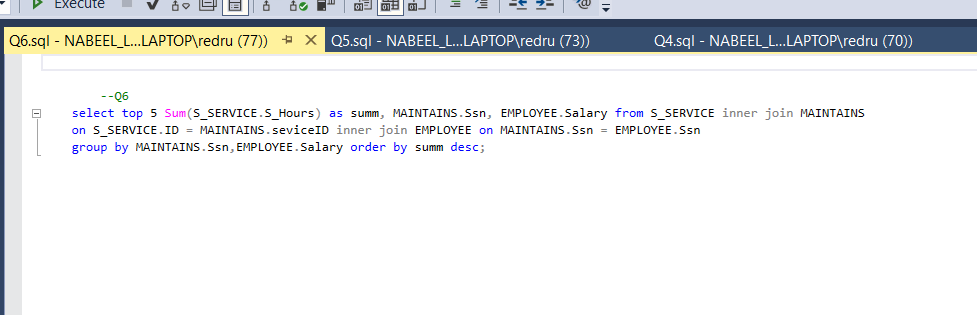 Execute
Q6.sql - NABEEL_L...LAPTOP\redru (77)) Q5.sql - NABEEL_L...LAPTOP\redru (73)) Q4.sql - NABEEL_L...LAPTOP\redru (70))
--Q6
select top 5 Sum(S_SERVICE.S_Hours) as summ, MAINTAINS.Ssn, EMPLOYEE.Salary from S_SERVICE inner join MAINTAINS
on S_SERVICE.ID = MAINTAINS.seviceID inner join EMPLOYEE on MAINTAINS.Ssn = EMPLOYEE.Ssn
group by MAINTAINS.Ssn,EMPLOYEE.Salary order by summ desc;